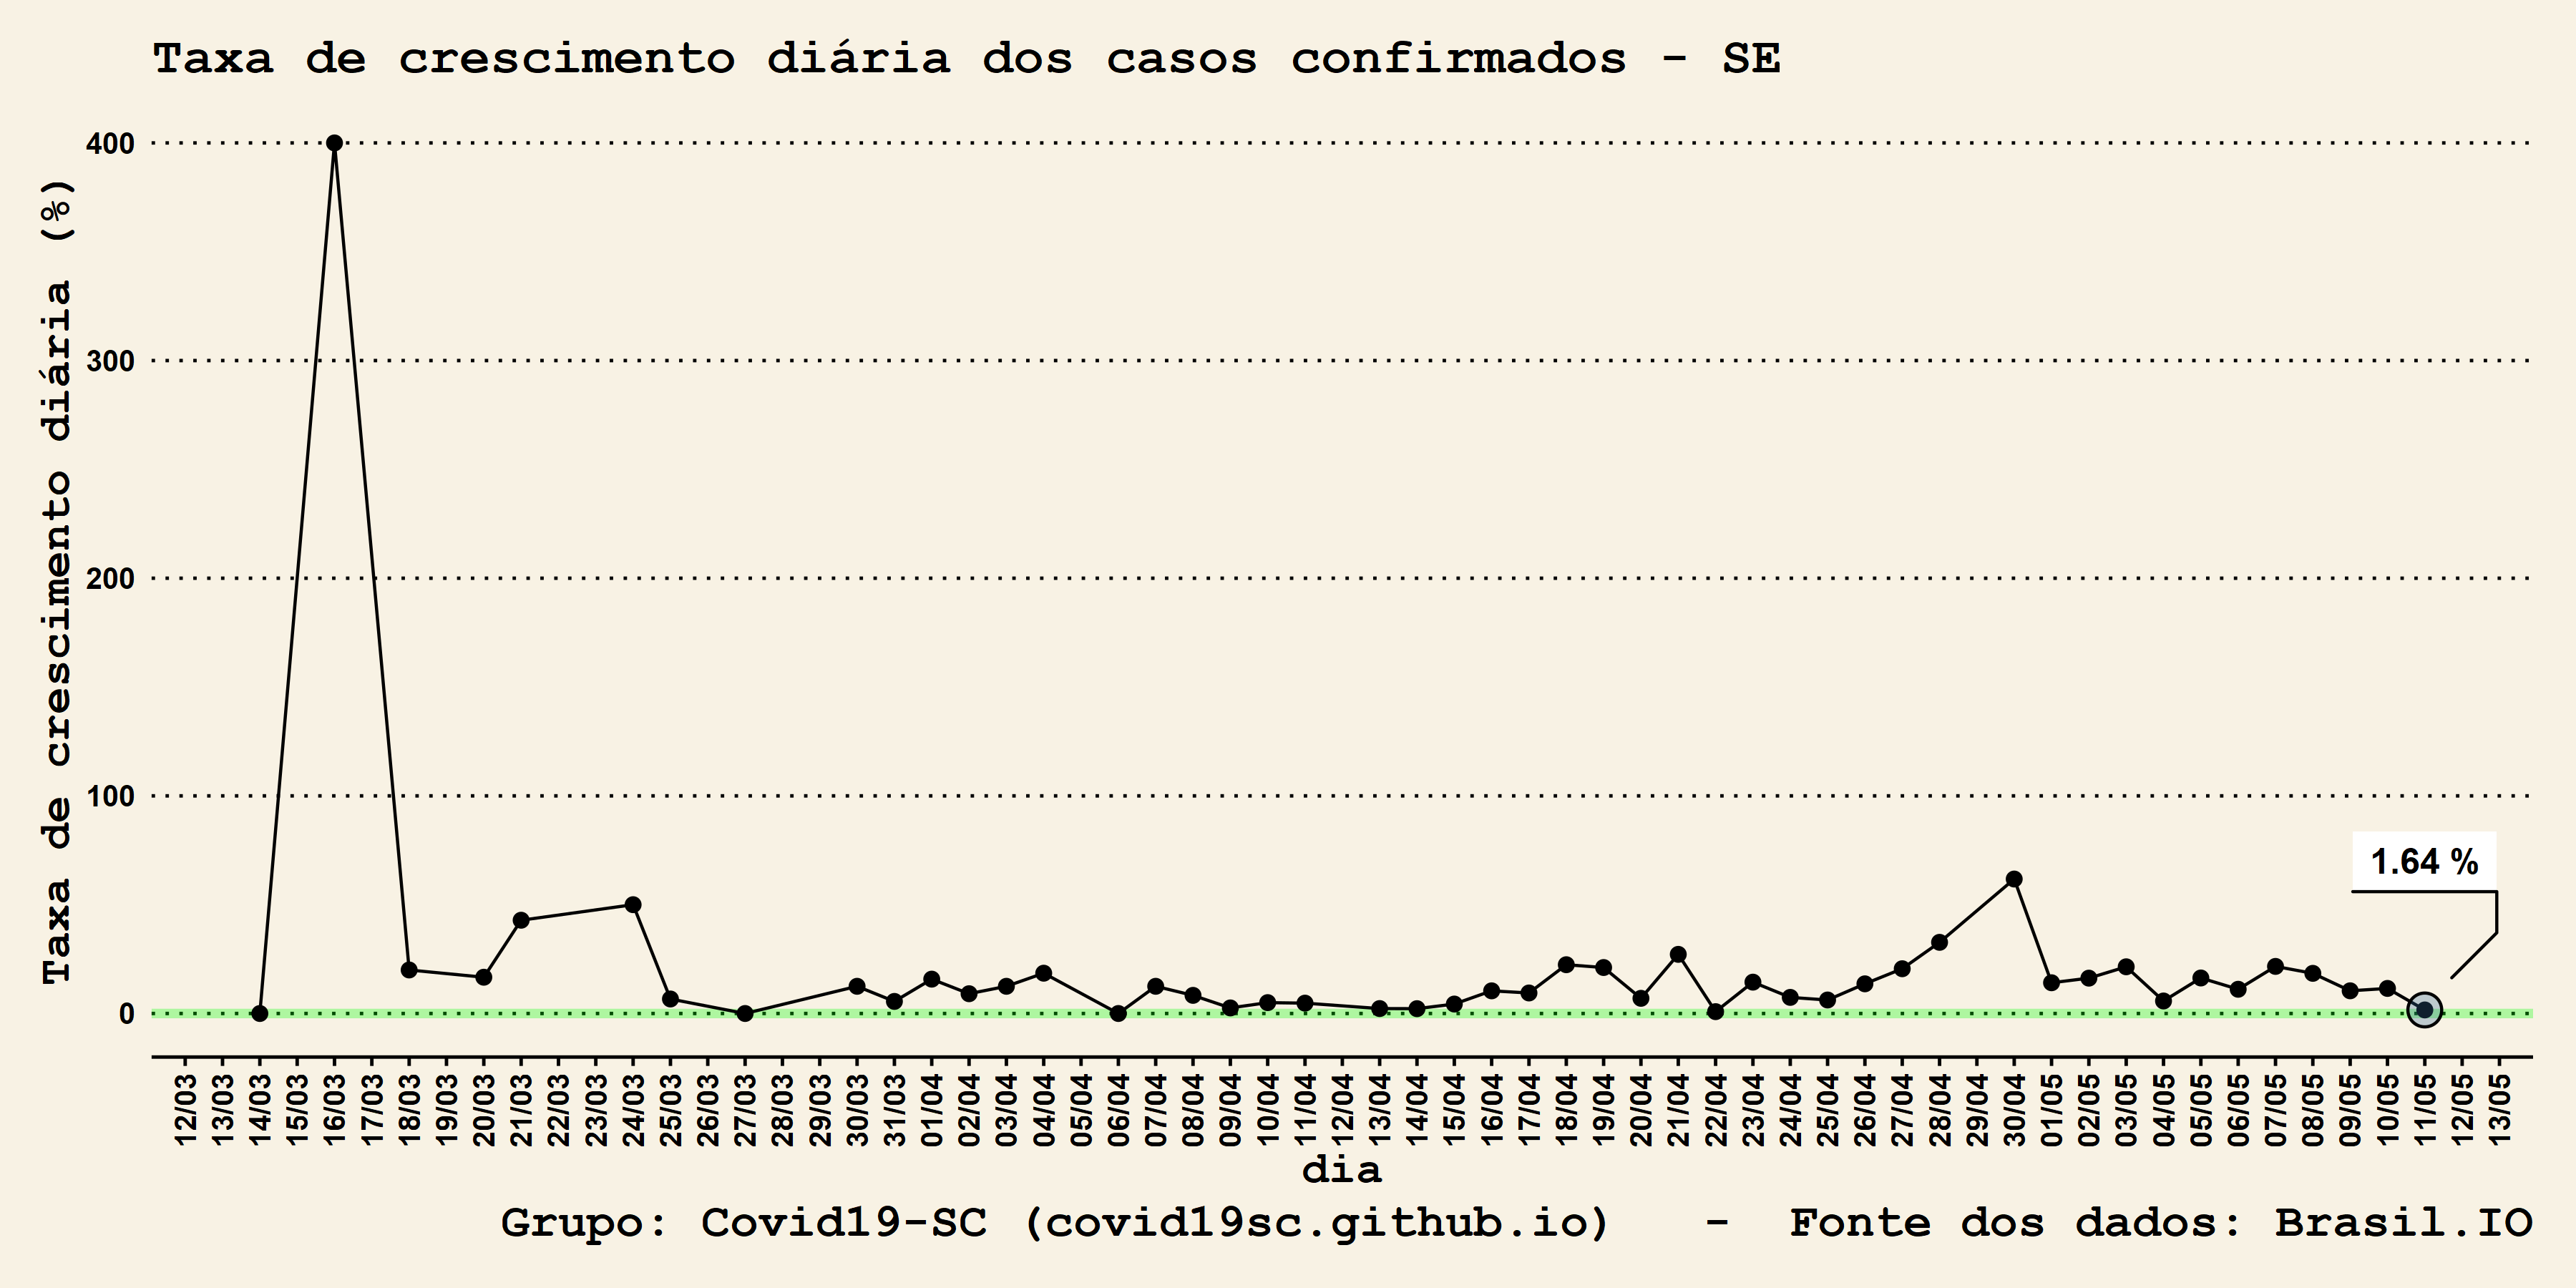 Taxa de crescimento diária dos casos confirmados - SE
Taxa de crescimento diária (%)
400
300
200
100
0
1.64 %
12/03 13/03 14/03 15/03 16/03 17/03 18/03 19/03 20/03 21/03 22/03 23/03 24/03 25/03 26/03 27/03 28/03 29/03 30/03 31/03 01/04 02/04 03/04 04/04 05/04 06/04 07/04 08/04 09/04 10/04 11/04 12/04 13/04 14/04 15/04 16/04 17/04 18/04 19/04 20/04 21/04 22/04 23/04 24/04 25/04 26/04 27/04 28/04 29/04 30/04 01/05 02/05 03/05 04/05 05/05 06/05 07/05 08/05 09/05 10/05 11/05 12/05 13/05
dia
Grupo: Covid19-SC (covid19sc.github.io) - Fonte dos dados: Brasil.IO